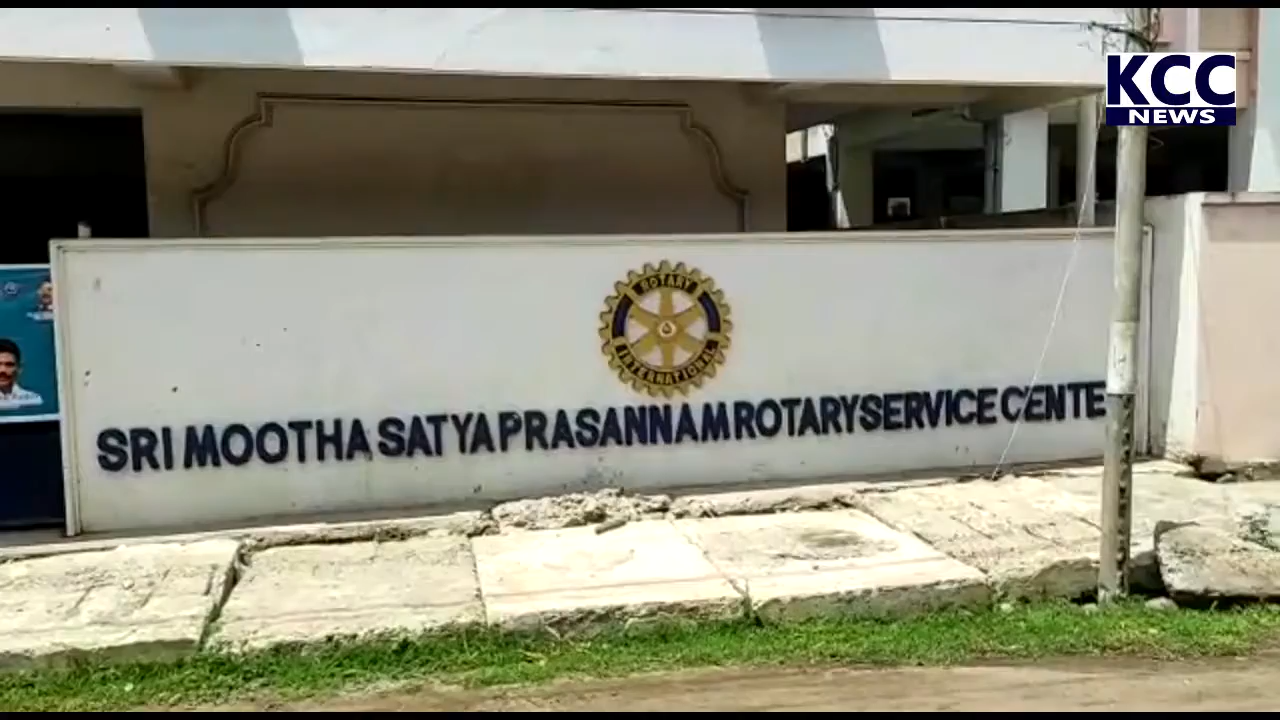 KCC
NEWS
ROTARY
INTERNATIONAL
SRI MOOTHA SATYA PRASANNAM ROTARY SERVICE CENTE